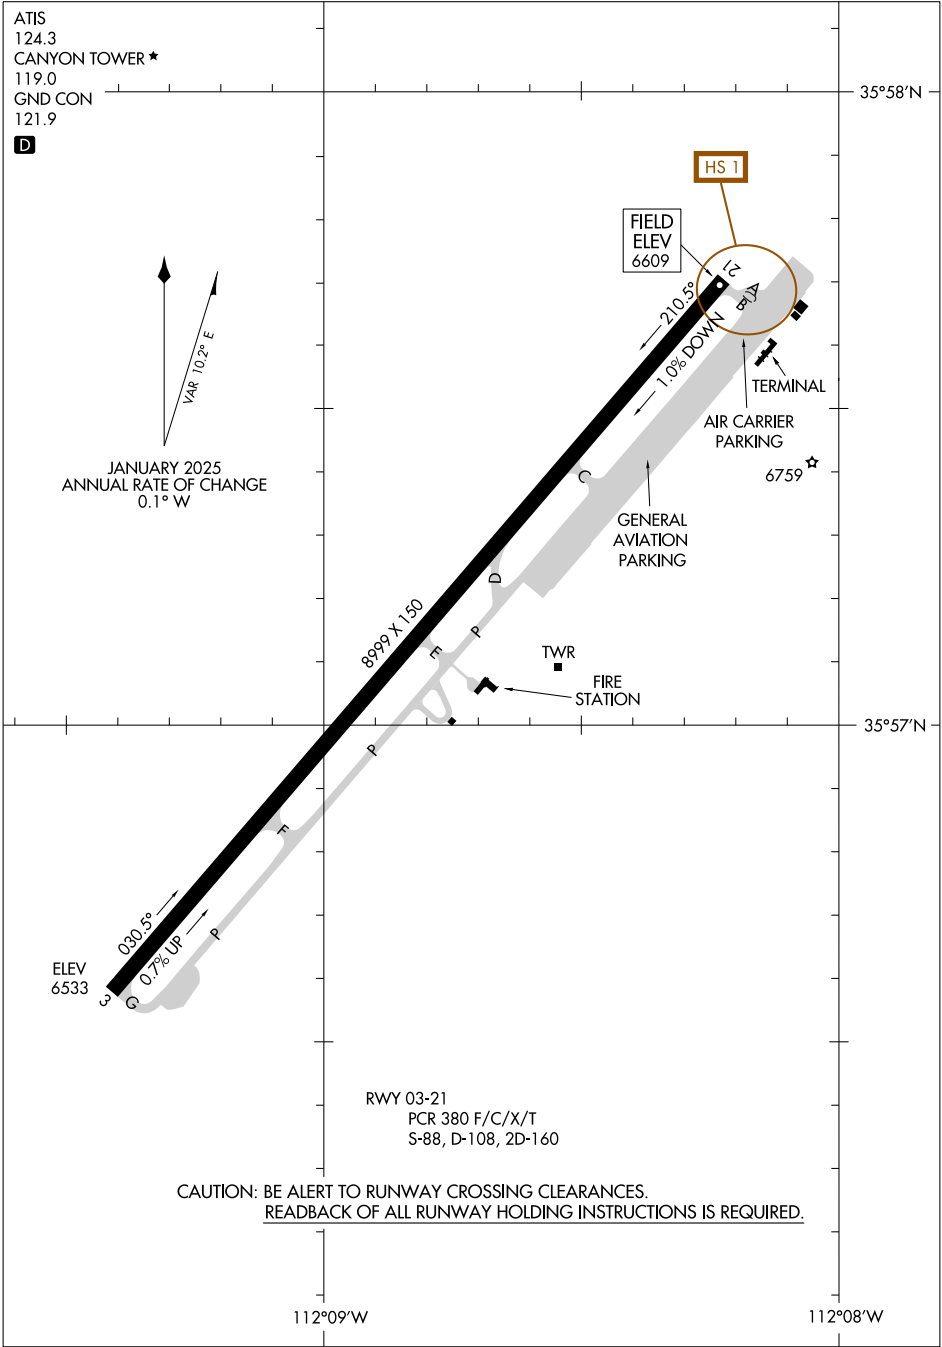 ATIS
124.3
CANYON TOWER ★
119.0
GND CON
121.9
D
35°58'N
HS 1
FIELD
ELEV
6609
21
A
B
210.5°
1.0% DOWN
VAR 10.2° E
TERMINAL
AIR CARRIER
PARKING
JANUARY 2025
ANNUAL RATE OF CHANGE
0.1° W
6759
C
GENERAL
AVIATION
PARKING
D
8999 X 150
P
E
TWR
FIRE
STATION
35°57'N
P
F
030.5°
0.7% UP
P
ELEV
6533
3
G
RWY 03-21
PCR 380 F/C/X/T
S-88, D-108, 2D-160
CAUTION: BE ALERT TO RUNWAY CROSSING CLEARANCES.
READBACK OF ALL RUNWAY HOLDING INSTRUCTIONS IS REQUIRED.
112°09'W
112°08'W